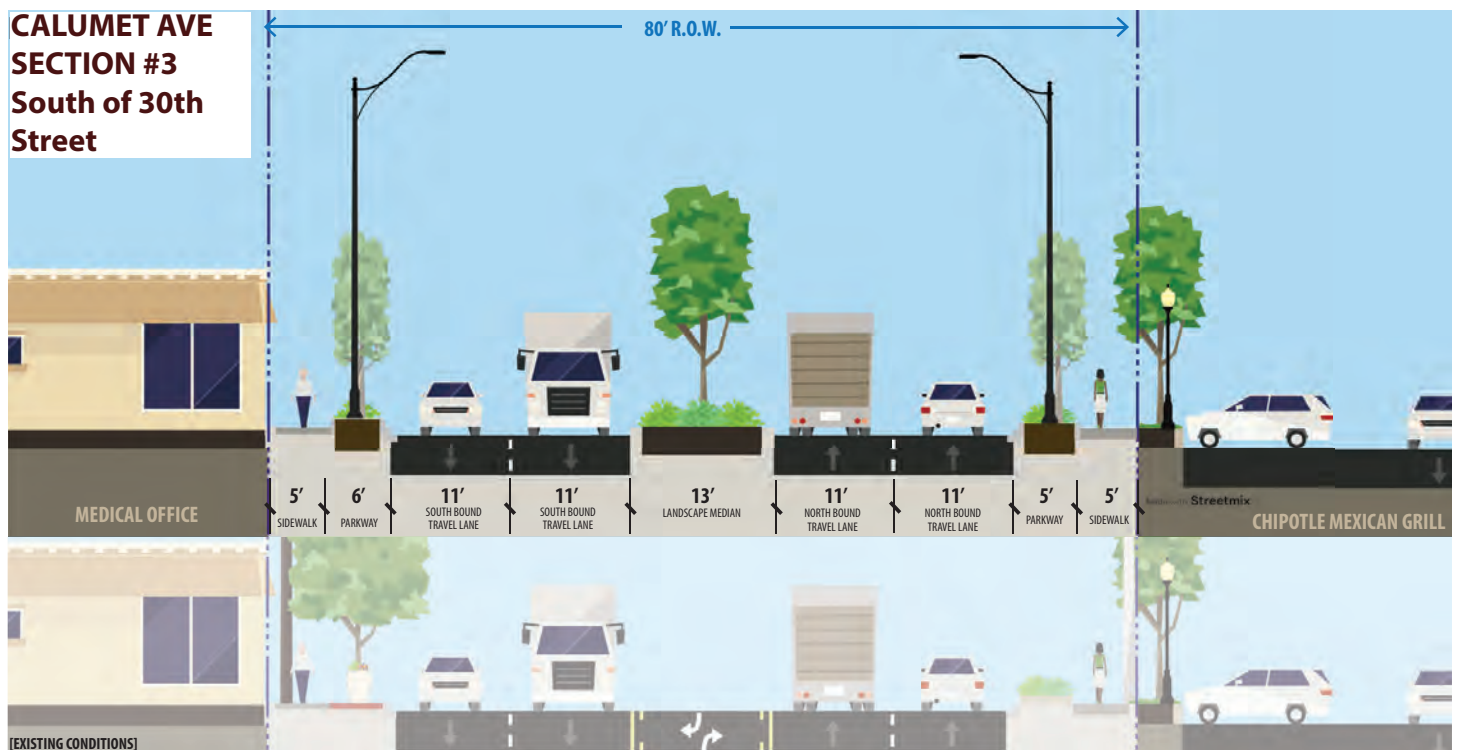 CALUMET AVE
SECTION #3
South of 30th
Street
80' R.O.W.
MEDICAL OFFICE
5'
SIDEWALK
6'
PARKWAY
11'
SOUTH BOUND
TRAVEL LANE
11'
SOUTH BOUND
TRAVEL LANE
13'
LANDSCAPE MEDIAN
11'
NORTH BOUND
TRAVEL LANE
11'
NORTH BOUND
TRAVEL LANE
5'
PARKWAY
5'
SIDEWALK
Made with Streetmix
CHIPOTLE MEXICAN GRILL
[EXISTING CONDITIONS]